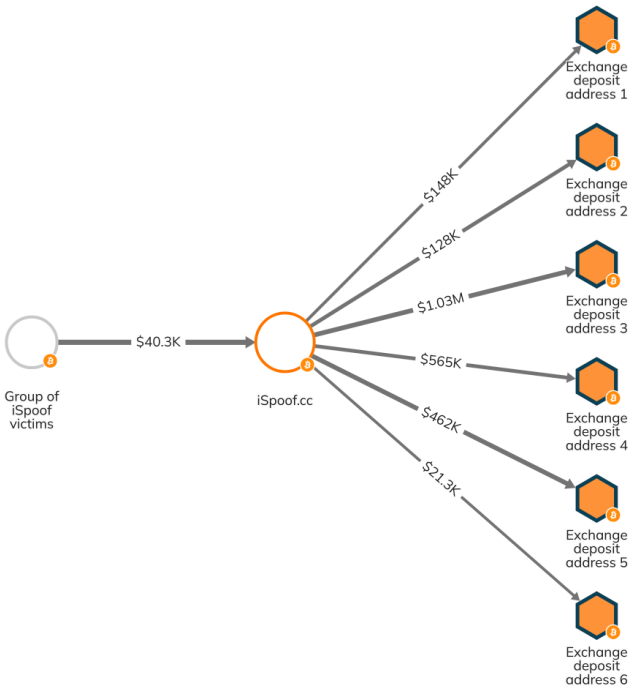 Exchange
deposit
address 1
$148K
Exchange
deposit
address 2
$128K
Exchange
deposit
address 3
$1.03M
$40.3K
Group of
iSpoof
victims
iSpoof.cc
$565K
Exchange
deposit
address 4
$462K
Exchange
deposit
address 5
$21.3K
Exchange
deposit
address 6